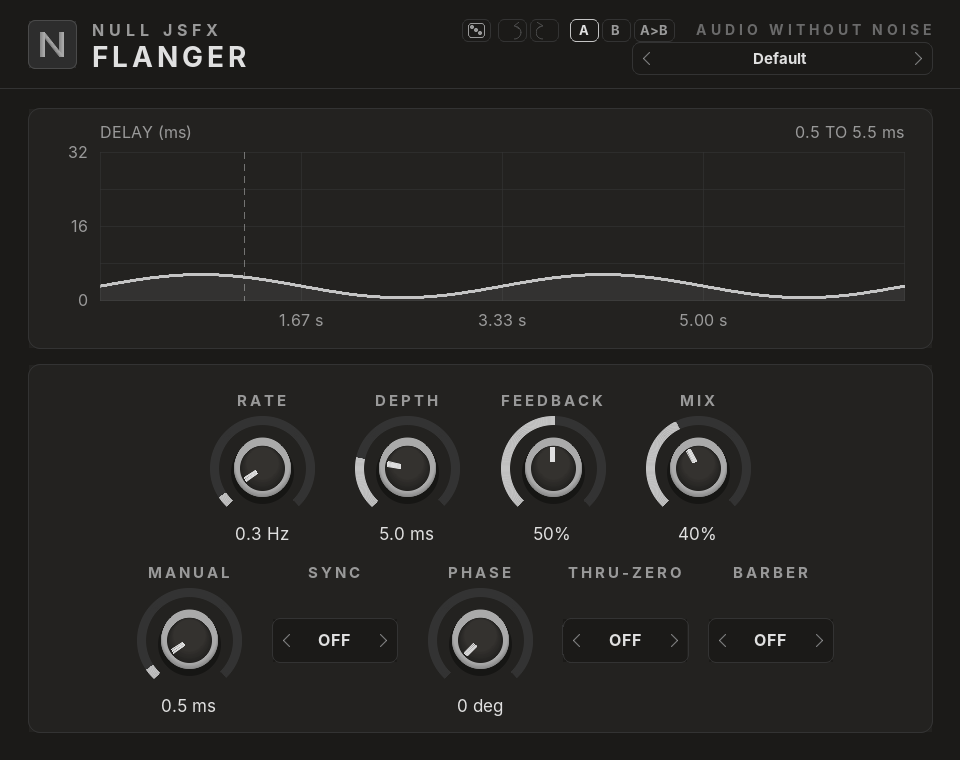 N
NULL JSFX
FLANGER
A B A>B
AUDIO WITHOUT NOISE
Default
DELAY (ms)
0.5 TO 5.5 ms
32
16
0
1.67 s 3.33 s 5.00 s
RATE DEPTH FEEDBACK MIX
0.3 Hz 5.0 ms 50% 40%
MANUAL SYNC PHASE THRU-ZERO BARBER
OFF OFF OFF
0.5 ms 0 deg